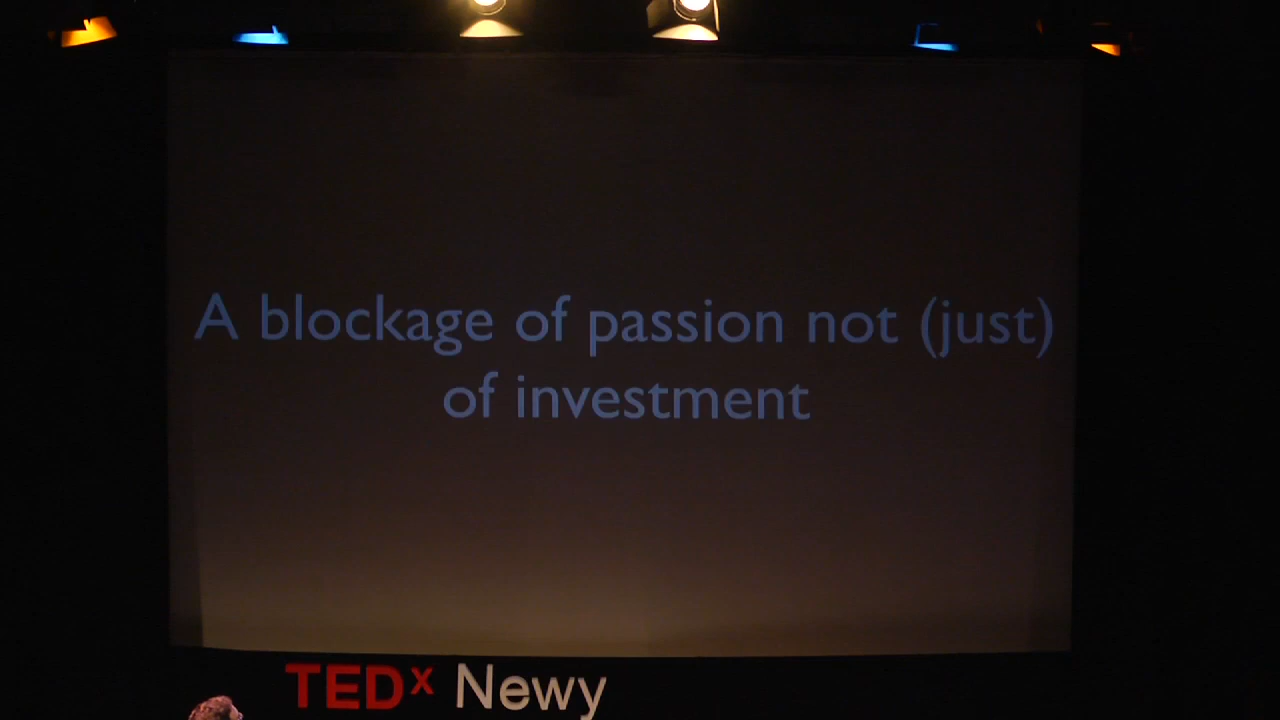 A blockage of passion not (just)
of investment
TEDx Newy